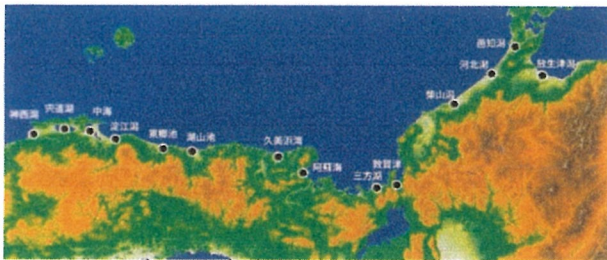 邑知潟
河北潟
放生津潟
柴山潟
神西湖
宍道湖
中海
淀江潟
東郷池
湖山池
久美浜湾
阿蘇海
三方湖
敦賀津